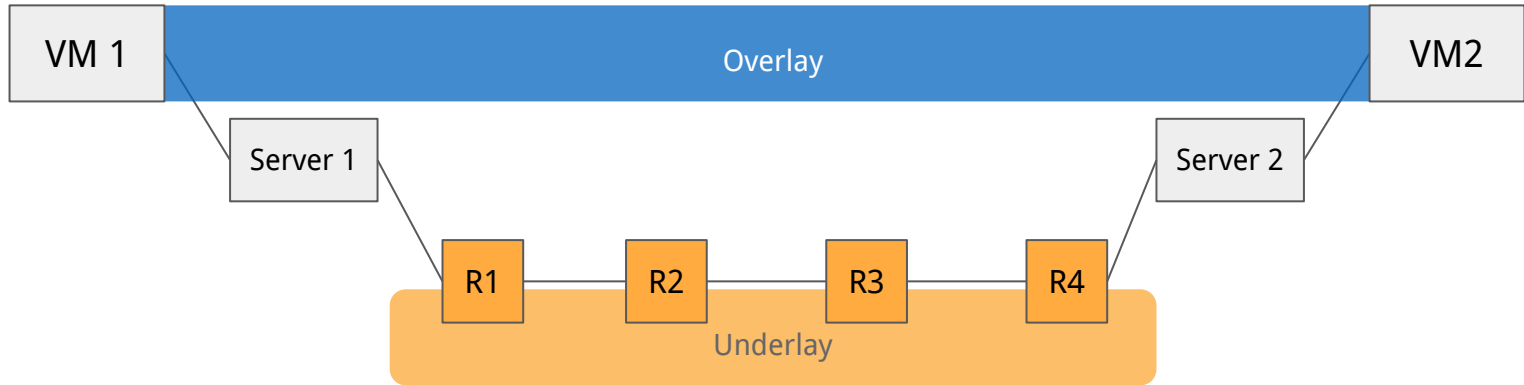 VM 1
Overlay
VM2
Server 1
Server 2
R1
R2
R3
R4
Underlay